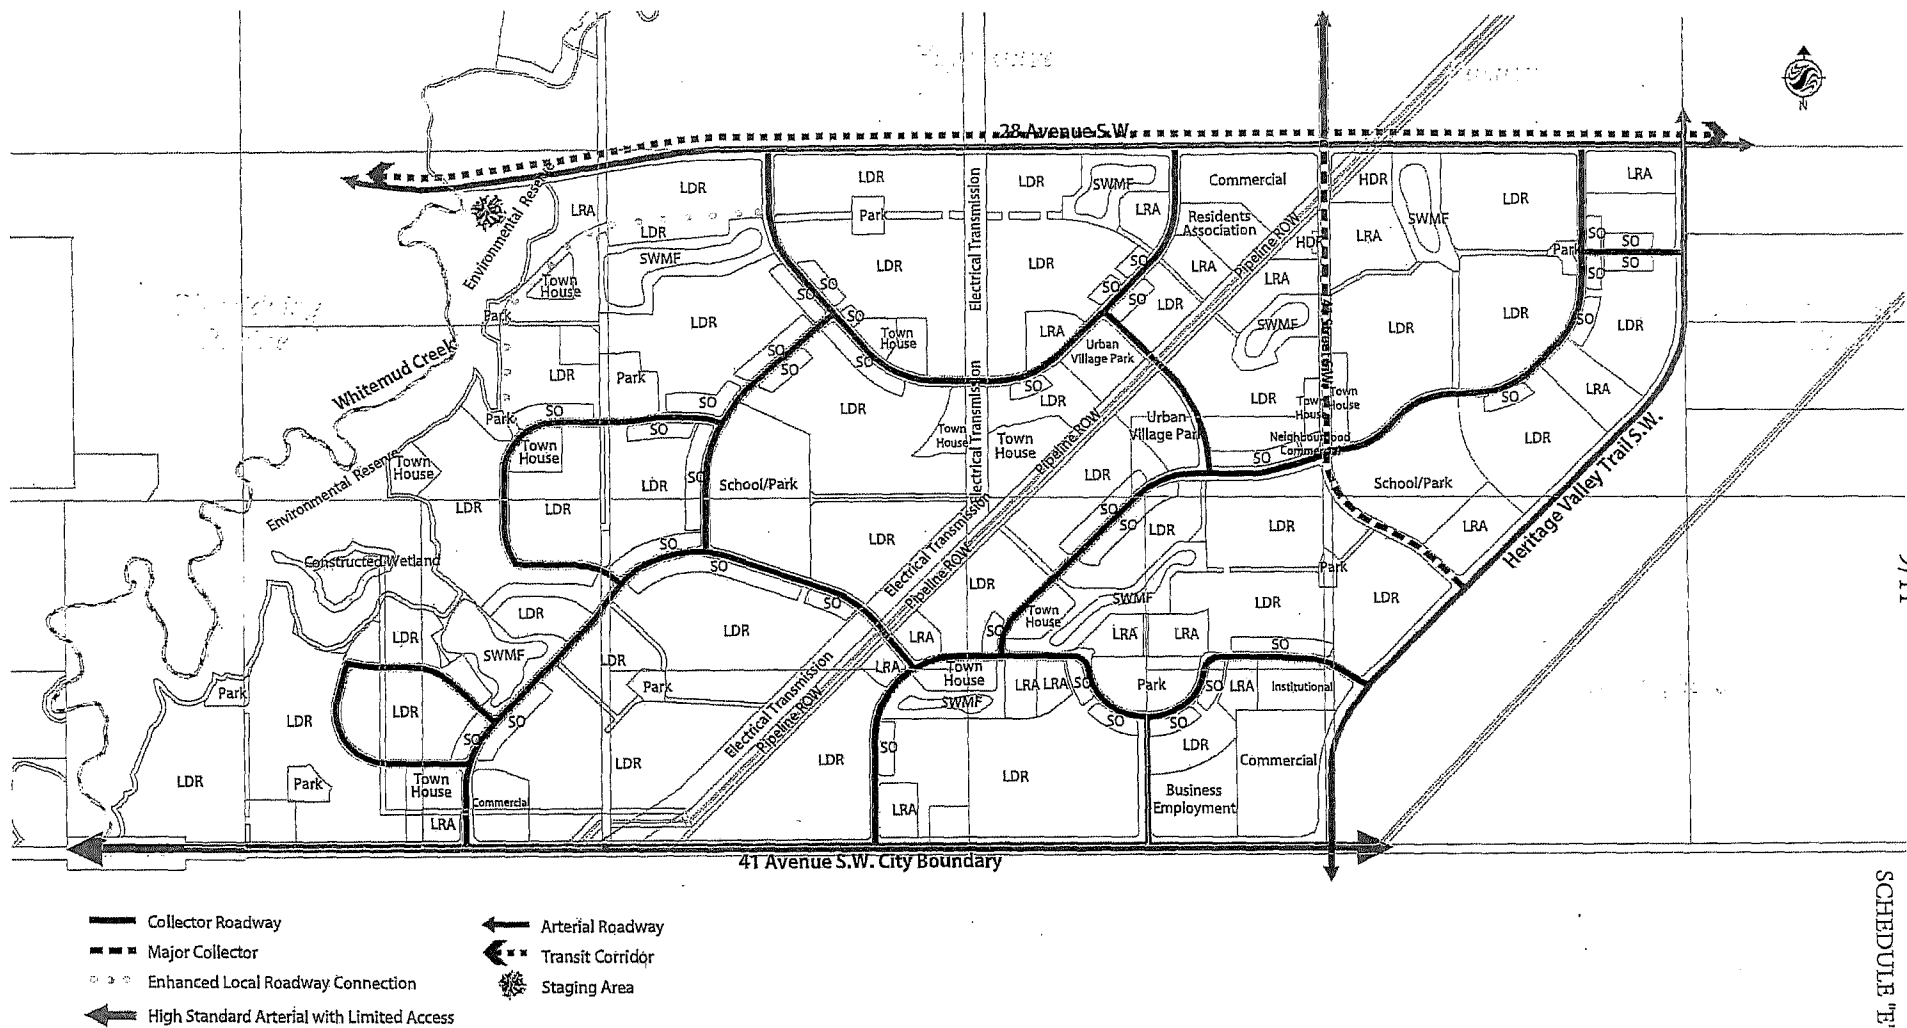 N
28 Avenue S.W.
LDR
LDR
LDR
SWMF
Commercial
HDR
LDR
LRA
LRA
Park
LRA
Residents
Association
SWMF
LRA
LDR
SWMF
Environmental Reserve
Town
House
LDR
LDR
SO
LRA
HDR
LRA
Park
SO
SO
SO
SO
Electrical Transmission
Pipeline ROW
SO
SO
SO
SO
SO
LDR
Park
LDR
SO
Town
House
LRA
Urban
Village Park
SWMF
LDR
LDR
SO
LDR
Whitemud Creek
LDR
Park
SO
SO
SO
SO
44 Street S.W.
LRA
Park
SO
SO
SO
LDR
LDR
Urban
Village Park
LDR
Town
House
Town
House
SO
Town
House
Town
House
Town
House
Electrical Transmission
Town
House
Pipeline ROW
Neighbourhood
Commercial
SO
LDR
Heritage Valley Trail S.W.
Environmental Reserve
LDR
SO
School/Park
LDR
School/Park
LDR
LDR
SO
SO
LDR
LDR
LRA
Constructed Wetland
SO
SO
LDR
Electrical Transmission
Pipeline ROW
LDR
Park
LDR
LDR
SO
LDR
Town
House
SWMF
LDR
LDR
LDR
SWMF
LDR
LRA
SO
LRA
LRA
SO
Park
Park
LRA
Town
House
LRA
LRA
SO
Park
SO
LRA
Institutional
LDR
LDR
SO
SO
SWMF
SO
SO
Electrical Transmission
Pipeline ROW
LDR
LDR
LDR
SO
LDR
LDR
Commercial
Park
Town
House
Commercial
LRA
LRA
Business
Employment
41 Avenue S.W. City Boundary
Collector Roadway
Major Collector
Enhanced Local Roadway Connection
High Standard Arterial with Limited Access
Arterial Roadway
Transit Corridor
Staging Area
SCHEDULE "E"